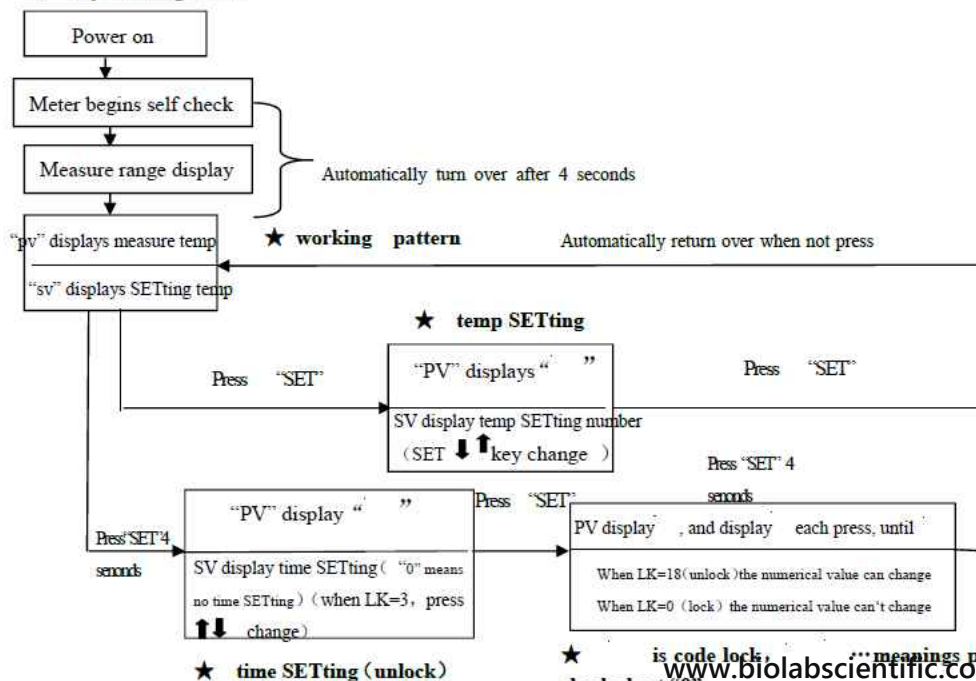 Power on
Meter begins self check
Measure range display
Automatically turn over after 4 seconds
"pv" displays measure temp
"sv" displays SETting temp
★ working pattern
Automatically return over when not press
★ temp SETting
Press "SET"
"PV" displays " "
SV display temp SETting number
(SET ⬇⬆key change )
Press "SET"
Press "SET" 4
senonds
Press"SET"4
senonds
"PV" display " "
SV display time SETting( "0" means
no time SETting) (when LK=3, press
⬆⬇ change)
★ time SETting(unlock)
Press "SET"
PV display , and display each press, until
When LK=18(unlock)the numerical value can change
When LK=0 (lock) the numerical value can't change
★ is code lock, …meanings p
www.biolabscientific.co